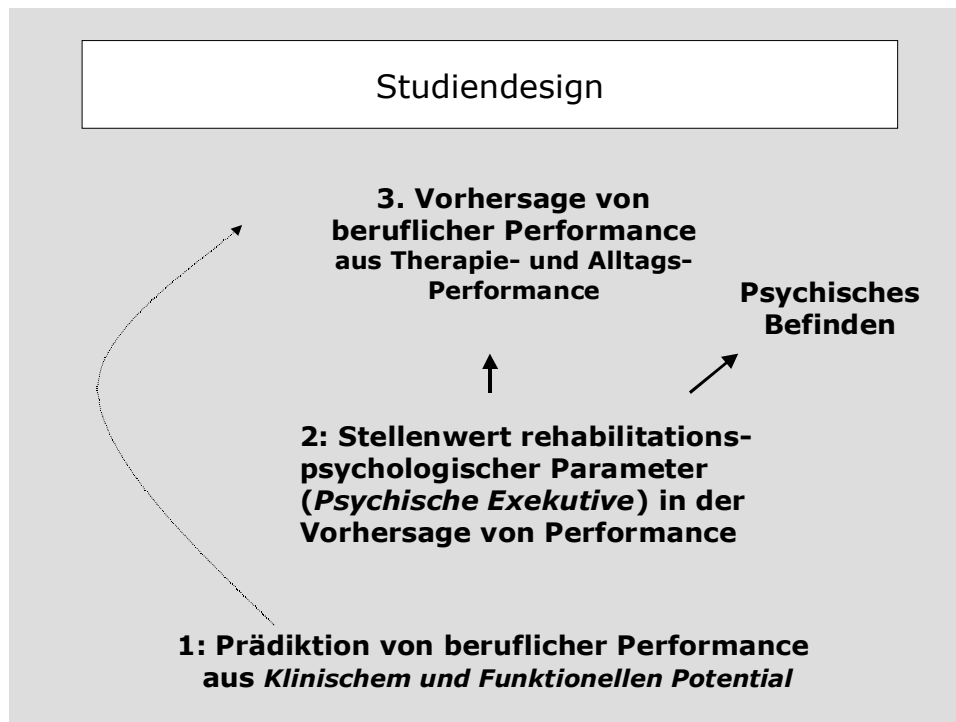 Studiendesign
3. Vorhersage von
beruflicher Performance
aus Therapie- und Alltags-
Performance
Psychisches
Befinden
2: Stellenwert rehabilitations-
psychologischer Parameter
(Psychische Exekutive) in der
Vorhersage von Performance
1: Prädiktion von beruflicher Performance
aus Klinischem und Funktionellen Potential